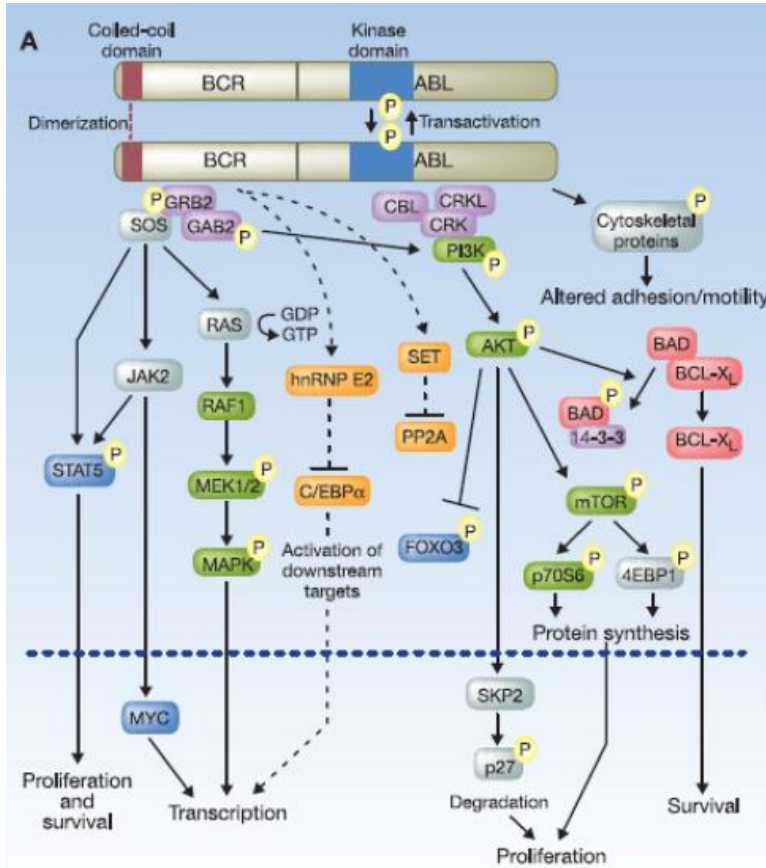 A
Coiled-coil
domain
Kinase
domain
BCR
ABL
P
Dimerization
P
Transactivation
BCR
ABL
P
GRB2
SOS
GAB2
P
CBL
CRKL
CRK
PI3K
P
P
Cytoskeletal
proteins
Altered adhesion/motility
RAS
GDP
GTP
SET
AKT
P
BAD
BCL-XL
JAK2
hnRNP E2
RAF1
PP2A
P
BAD
14-3-3
BCL-XL
STAT5
P
MEK1/2
P
C/EBPα
mTOR
P
FOXO3
P
MAPK
P
Activation of
downstream
targets
p70S6
P
4EBP1
P
Protein synthesis
MYC
SKP2
p27
P
Proliferation
and
survival
Transcription
Degradation
Survival
Proliferation